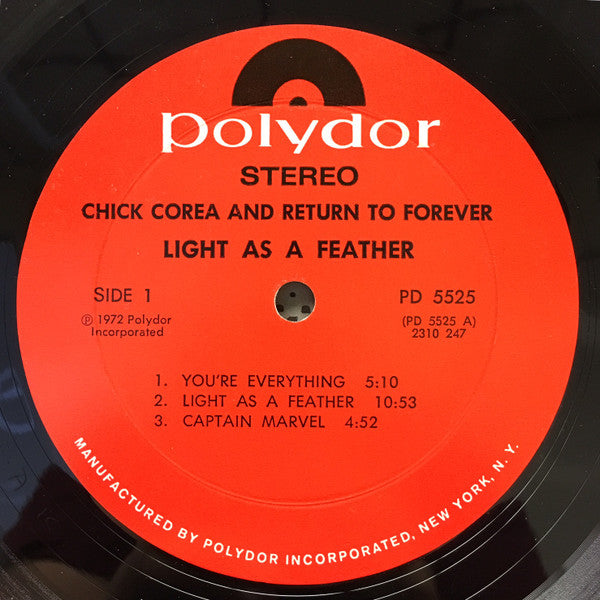 polydor
STEREO
CHICK COREA AND RETURN TO FOREVER
LIGHT AS A FEATHER
SIDE 1
PD 5525
℗ 1972 Polydor
Incorporated
(PD 5525 A)
2310 247
1. YOU'RE EVERYTHING 5:10
2. LIGHT AS A FEATHER 10:53
3. CAPTAIN MARVEL 4:52
MANUFACTURED BY POLYDOR INCORPORATED, NEW YORK, N. Y.